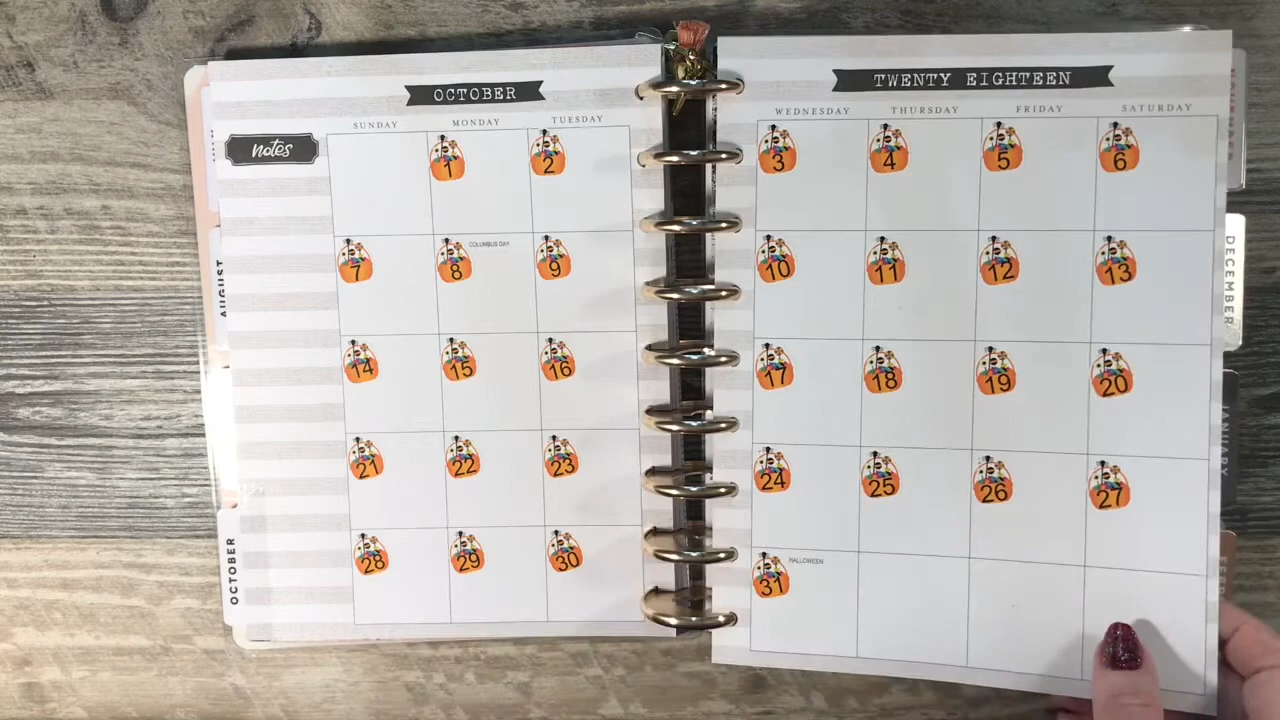 OCTOBER
TWENTY EIGHTEEN
SUNDAY MONDAY TUESDAY WEDNESDAY THURSDAY FRIDAY SATURDAY
notes
1 2 3 4 5 6
7 8 COLUMBUS DAY 9 10 11 12 13
14 15 16 17 18 19 20
21 22 23 24 25 26 27
28 29 30 31 HALLOWEEN
AUGUST
OCTOBER
DECEMBER
JANUARY